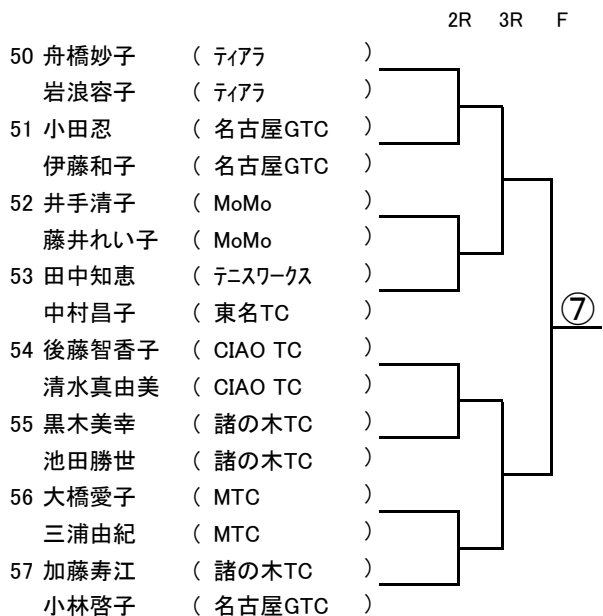 2R 3R F
50 舟橋妙子 ( ティアラ )
岩浪容子 ( ティアラ )
51 小田忍 ( 名古屋GTC )
伊藤和子 ( 名古屋GTC )
52 井手清子 ( MoMo )
藤井れい子 ( MoMo )
53 田中知恵 ( テニスワークス )
中村昌子 ( 東名TC )
⑦
54 後藤智香子 ( CIAO TC )
清水真由美 ( CIAO TC )
55 黒木美幸 ( 諸の木TC )
池田勝世 ( 諸の木TC )
56 大橋愛子 ( MTC )
三浦由紀 ( MTC )
57 加藤寿江 ( 諸の木TC )
小林啓子 ( 名古屋GTC )